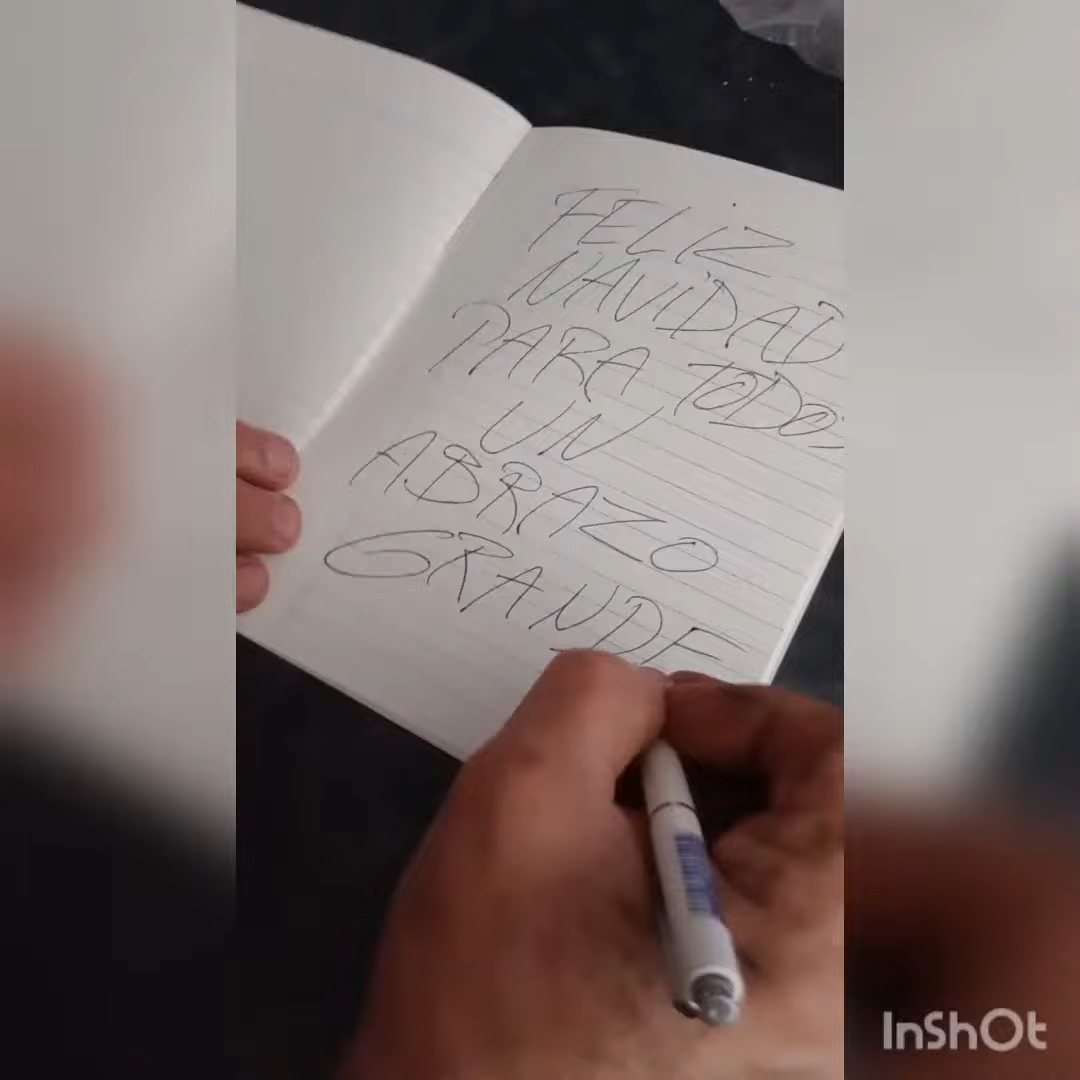 FELIZ
NAVIDAD
PARA TODOS
UN
ABRAZO
GRANDE
InShOt